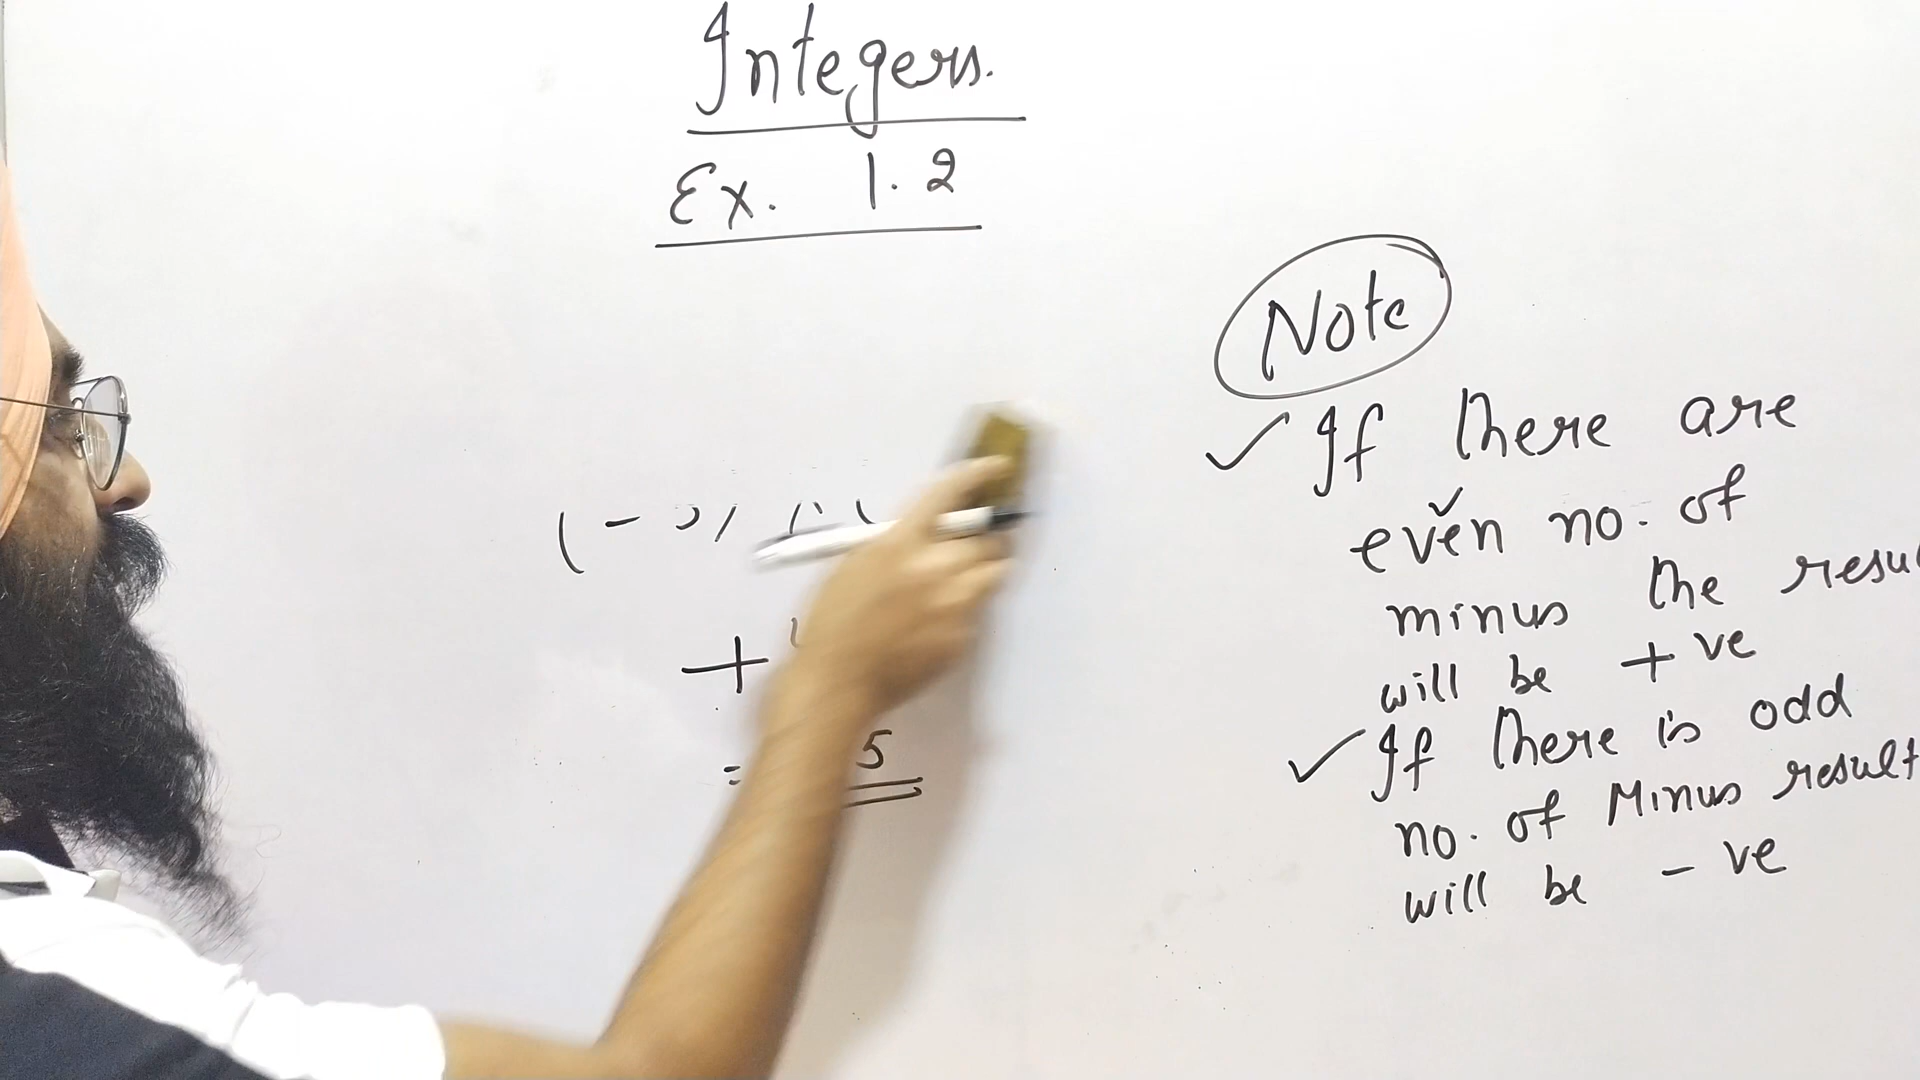 Integers.
Ex. 1.2
Note
✓ If there are
even no. of
minus the
will be + ve
✓ If there is odd
no. of Minus result
will be - ve
+
= 5